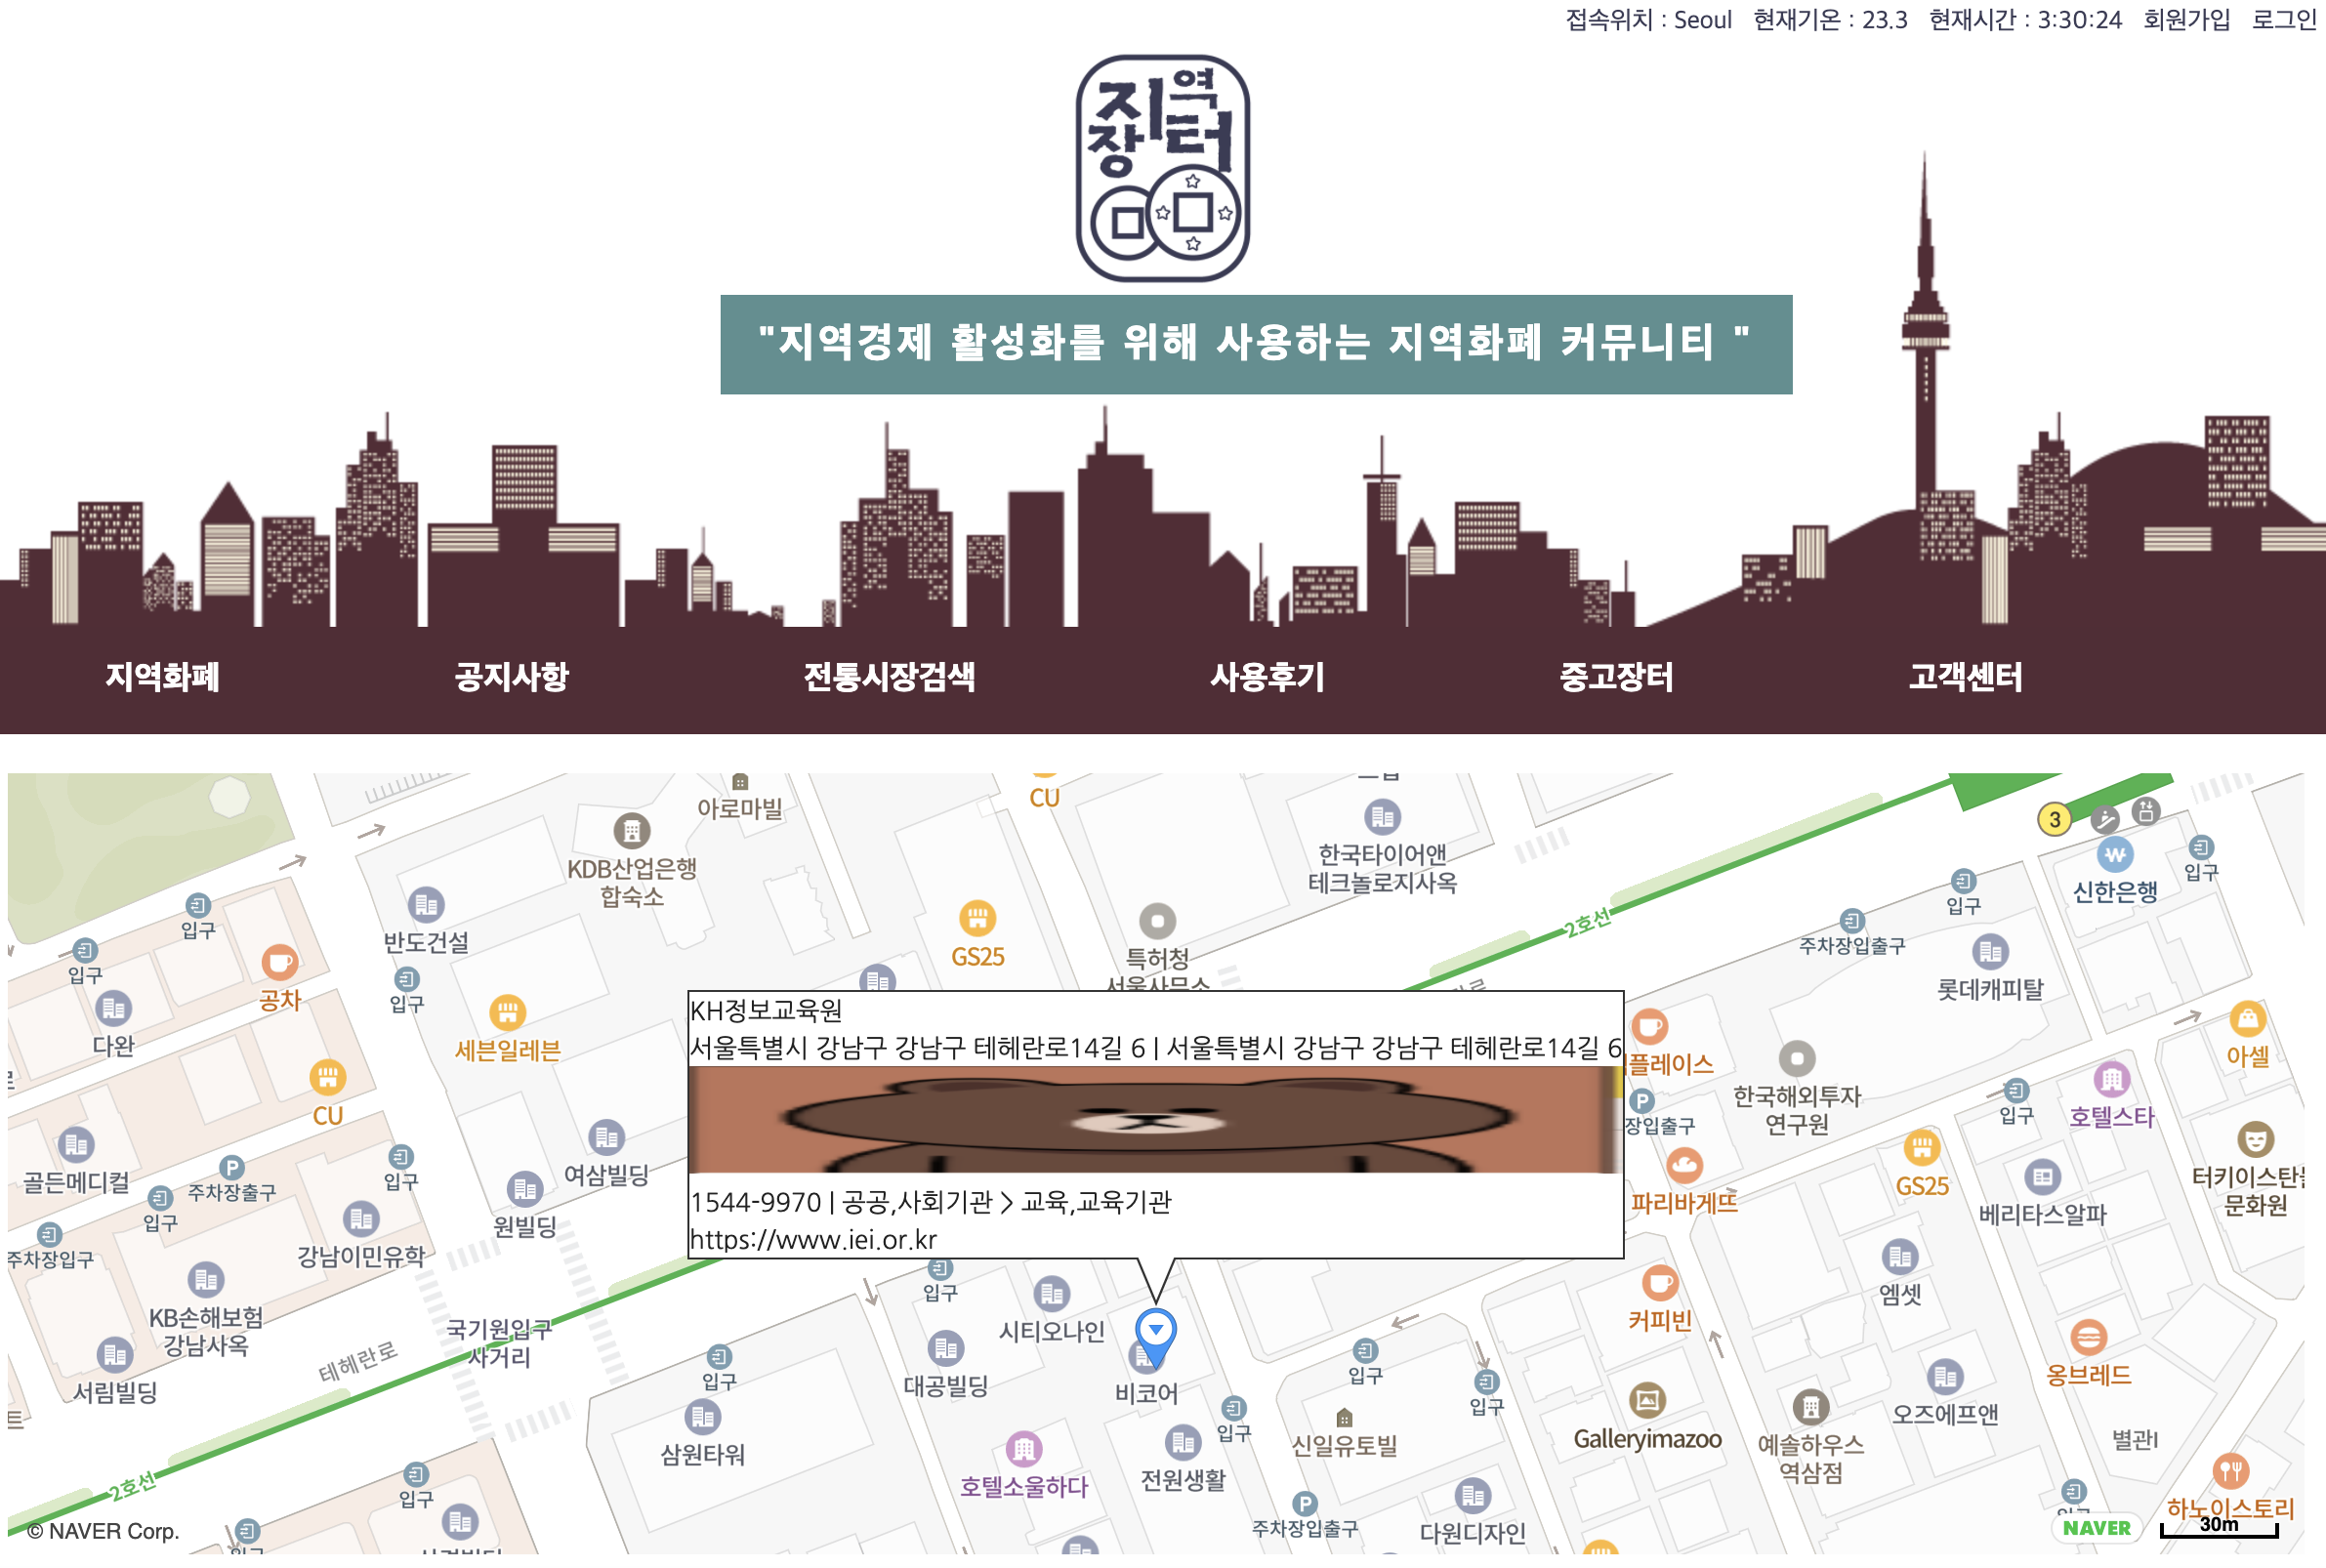 접속위치 : Seoul 현재기온 : 23.3 현재시간 : 3:30:24 회원가입 로그인
지역
장터
"지역경제 활성화를 위해 사용하는 지역화폐 커뮤니티 "
지역화폐 공지사항 전통시장검색 사용후기 중고장터 고객센터
아로마빌
CU
KDB산업은행
합숙소
한국타이어앤
테크놀로지사옥
3
신한은행
입구
입구
입구
주차장입출구
반도건설
GS25
특허청
서울사무소
2호선
롯데캐피탈
입구
공차
입구
다완
세븐일레븐
CU
KH정보교육원
서울특별시 강남구 강남구 테헤란로14길 6 | 서울특별시 강남구 강남구 테헤란로14길 6
1544-9970 | 공공,사회기관 > 교육,교육기관
https://www.iei.or.kr
플레이스
한국해외투자
연구원
아셀
입구
호텔스타
P
장입출구
파리바게뜨
GS25
베리타스알파
문화원
골든메디컬
P
주차장출구
입구
입구
여삼빌딩
원빌딩
강남이민유학
주차장입구
KB손해보험
강남사옥
서림빌딩
테헤란로
국기원입구
사거리
입구
시티오나인
대공빌딩
비코어
입구
삼원타워
호텔소울하다
전원생활
입구
입구
신일유토빌
입구
커피빈
엠셋
옹브레드
Galleryimazoo
예솔하우스
역삼점
오즈에프앤
별관I
하노이스토리
P
주차장입출구
다원디자인
2호선
입구
© NAVER Corp.
NAVER
30m